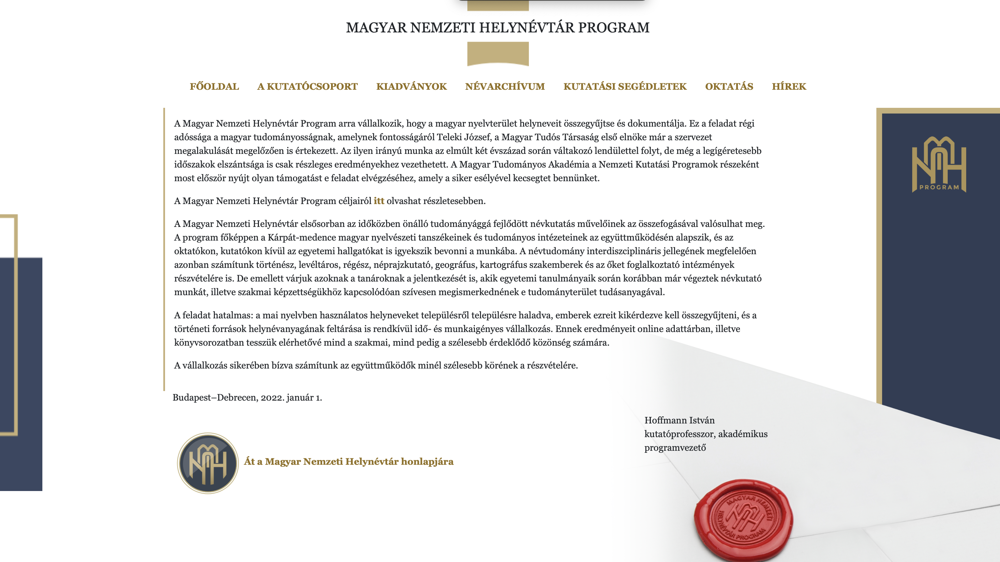 MAGYAR NEMZETI HELYNÉVTÁR PROGRAM
FŐOLDAL A KUTATÓCSOPORT KIADVÁNYOK NÉVARCHÍVUM KUTATÁSI SEGÉDLETEK OKTATÁS HÍREK
A Magyar Nemzeti Helynévtár Program arra vállalkozik, hogy a magyar nyelvterület helyneveit összegyűjtse és dokumentálja. Ez a feladat régi
adóssága a magyar tudományosságnak, amelynek fontosságáról Teleki József, a Magyar Tudós Társaság első elnöke már a szervezet
megalakulását megelőzően is értekezett. Az ilyen irányú munka az elmúlt két évszázad során váltakozó lendülettel folyt, de még a legígéretesebb
időszakok elszántsága is csak részleges eredményekhez vezethetett. A Magyar Tudományos Akadémia a Nemzeti Kutatási Programok részeként
most először nyújt olyan támogatást e feladat elvégzéséhez, amely a siker esélyével kecsegtet bennünket.
A Magyar Nemzeti Helynévtár Program céljairól itt olvashat részletesebben.
A Magyar Nemzeti Helynévtár elsősorban az időközben önálló tudományággá fejlődött névkutatás művelőinek az összefogásával valósulhat meg.
A program főképpen a Kárpát-medence magyar nyelvészeti tanszékeinek és tudományos intézeteinek az együttműködésén alapszik, és az
oktatókon, kutatókon kívül az egyetemi hallgatókat is igyekszik bevonni a munkába. A névtudomány interdiszciplináris jellegének megfelelően
azonban számítunk történész, levéltáros, régész, néprajzkutató, geográfus, kartográfus szakemberek és az őket foglalkoztató intézmények
részvételére is. De emellett várjuk azoknak a tanároknak a jelentkezését is, akik egyetemi tanulmányaik során korábban már végeztek névkutató
munkát, illetve szakmai képzettségükhöz kapcsolódóan szívesen megismerkednének e tudományterület tudásanyagával.
A feladat hatalmas: a mai nyelvben használatos helyneveket településről településre haladva, emberek ezreit kikérdezve kell összegyűjteni, és a
történeti források helynévanyagának feltárása is rendkívül idő- és munkaigényes vállalkozás. Ennek eredményeit online adattárban, illetve
könyvsorozatban tesszük elérhetővé mind a szakmai, mind pedig a szélesebb érdeklődő közönség számára.
A vállalkozás sikerében bízva számítunk az együttműködők minél szélesebb körének a részvételére.
Budapest–Debrecen, 2022. január 1.
Hoffmann István
kutatóprofesszor, akadémikus
programvezető
Át a Magyar Nemzeti Helynévtár honlapjára
MNH
PROGRAM
MNH
MAGYAR NEMZETI
MNH
HELYNÉVTÁR PROGRAM